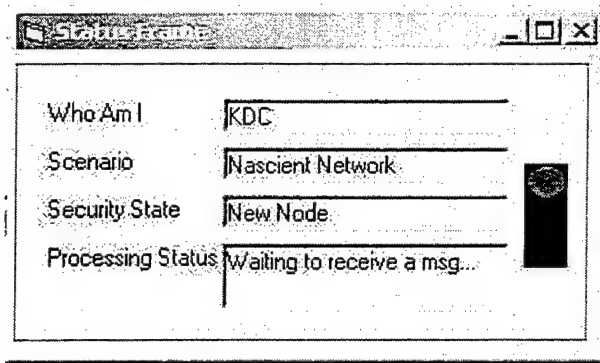 Status Frame
Who Am I KDC
Scenario Nascient Network
Security State New Node
Processing Status Waiting to receive a msg...